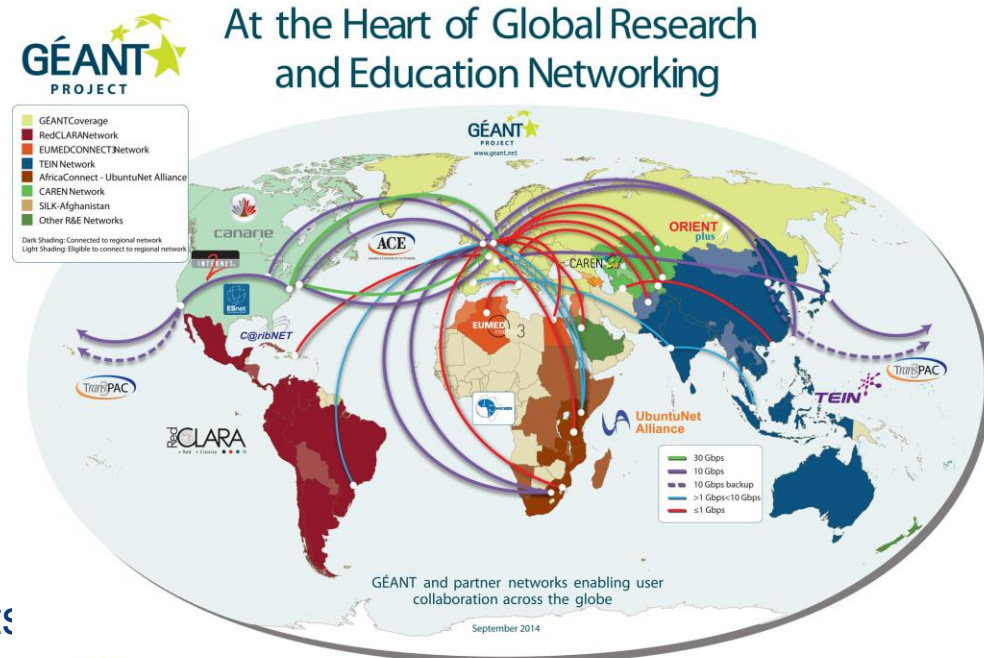 At the Heart of Global Research
and Education Networking
GÉANT
PROJECT
GÉANTCoverage
RedCLARANetwork
EUMEDCONNECT3Network
TEIN Network
AfricaConnect - UbuntuNet Alliance
CAREN Network
SILK-Afghanistan
Other R&E Networks
Dark Shading: Connected to regional network
Light Shading: Eligible to connect to regional network
GÉANT
PROJECT
www.geant.net
canarie
INTERNET
2
ESnet
ACE
C@ribNET
ORIENT
plus
CAREN
EUMED
3
TransPAC
TransPAC
TEIN
Red
CLARA
UbuntuNet
Alliance
30 Gbps
10 Gbps
10 Gbps backup
>1 Gbps<10 Gbps
≤1 Gbps
GÉANT and partner networks enabling user
collaboration across the globe
September 2014